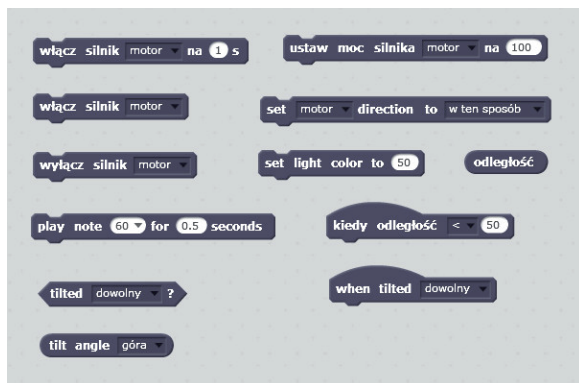 włącz silnik motor na 1 s
ustaw moc silnika motor na 100
włącz silnik motor
set motor direction to w ten sposób
wyłącz silnik motor
set light color to 50
odległość
play note 60 for 0.5 seconds
kiedy odległość < 50
tilted dowolny ?
when tilted dowolny
tilt angle góra